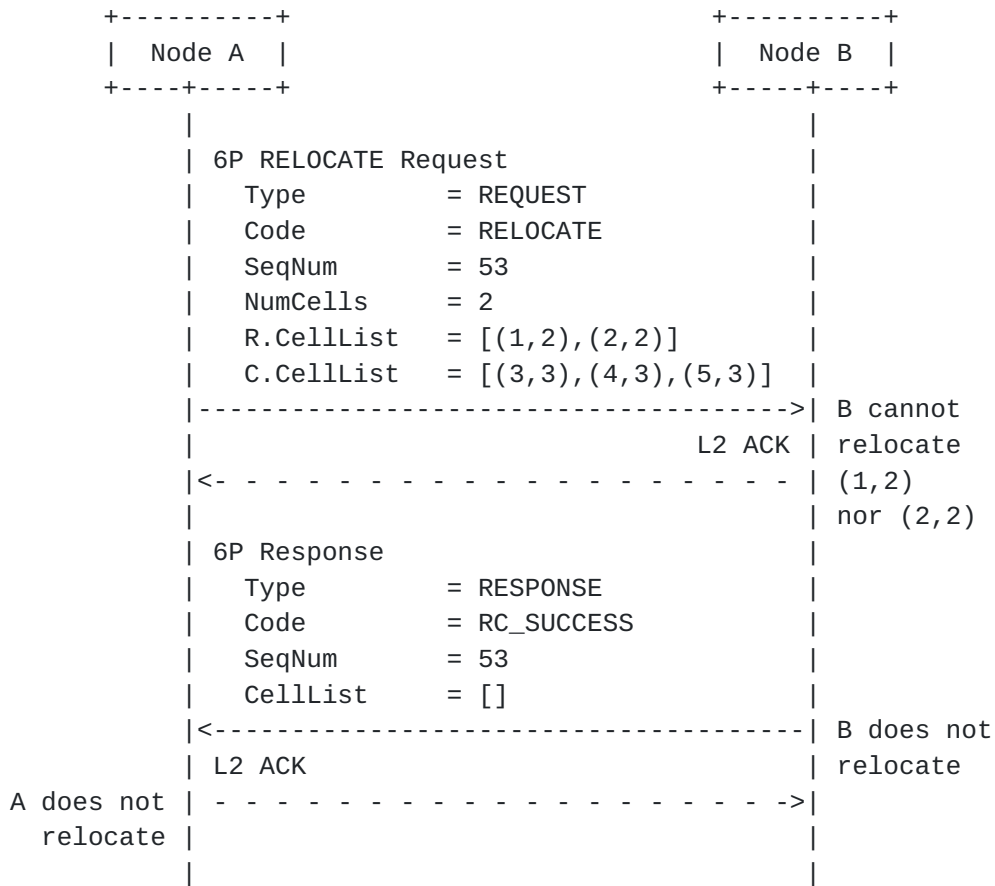 +----------+                           +----------+
     |  Node A  |                           |  Node B  |
     +----+-----+                           +-----+----+
          |                                       |
          | 6P RELOCATE Request                   |
          |   Type         = REQUEST              |
          |   Code         = RELOCATE             |
          |   SeqNum       = 53                   |
          |   NumCells     = 2                    |
          |   R.CellList   = [(1,2),(2,2)]        |
          |   C.CellList   = [(3,3),(4,3),(5,3)]  |
          |-------------------------------------->| B cannot
          |                                L2 ACK | relocate
          |<- - - - - - - - - - - - - - - - - - - | (1,2)
          |                                       | nor (2,2)
          | 6P Response                           |
          |   Type         = RESPONSE             |
          |   Code         = RC_SUCCESS           |
          |   SeqNum       = 53                   |
          |   CellList     = []                   |
          |<--------------------------------------| B does not
          | L2 ACK                                | relocate
A does not | - - - - - - - - - - - - - - - - - - ->|
  relocate |                                       |
          |                                       |